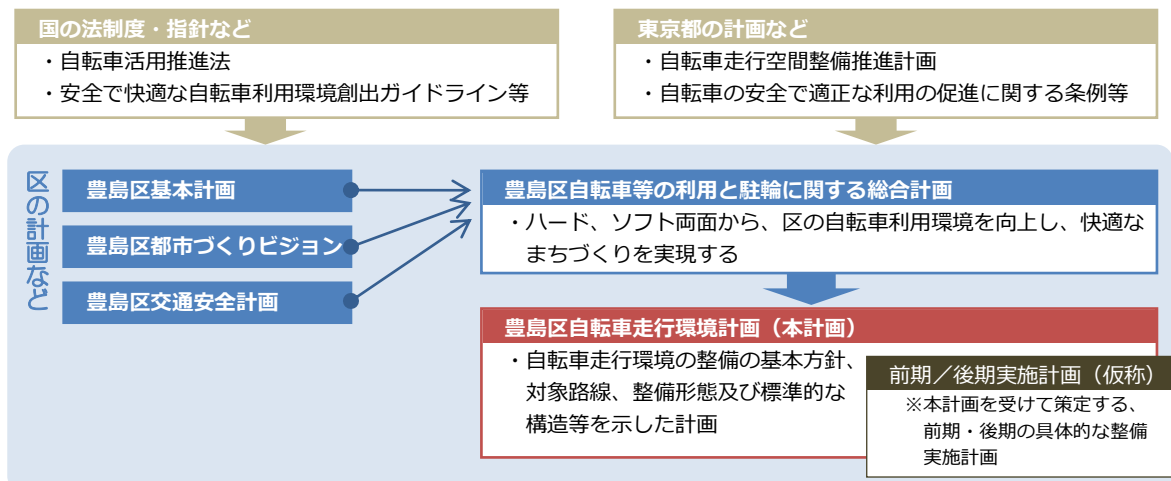 国の法制度・指針など
・自転車活用推進法
・安全で快適な自転車利用環境創出ガイドライン等
東京都の計画など
・自転車走行空間整備推進計画
・自転車の安全で適正な利用の促進に関する条例等
区の計画など
豊島区基本計画
豊島区都市づくりビジョン
豊島区交通安全計画
豊島区自転車等の利用と駐輪に関する総合計画
・ハード、ソフト両面から、区の自転車利用環境を向上し、快適な
まちづくりを実現する
豊島区自転車走行環境計画（本計画）
・自転車走行環境の整備の基本方針、
対象路線、整備形態及び標準的な
構造等を示した計画
前期／後期実施計画（仮称）
※本計画を受けて策定する、
前期・後期の具体的な整備
実施計画